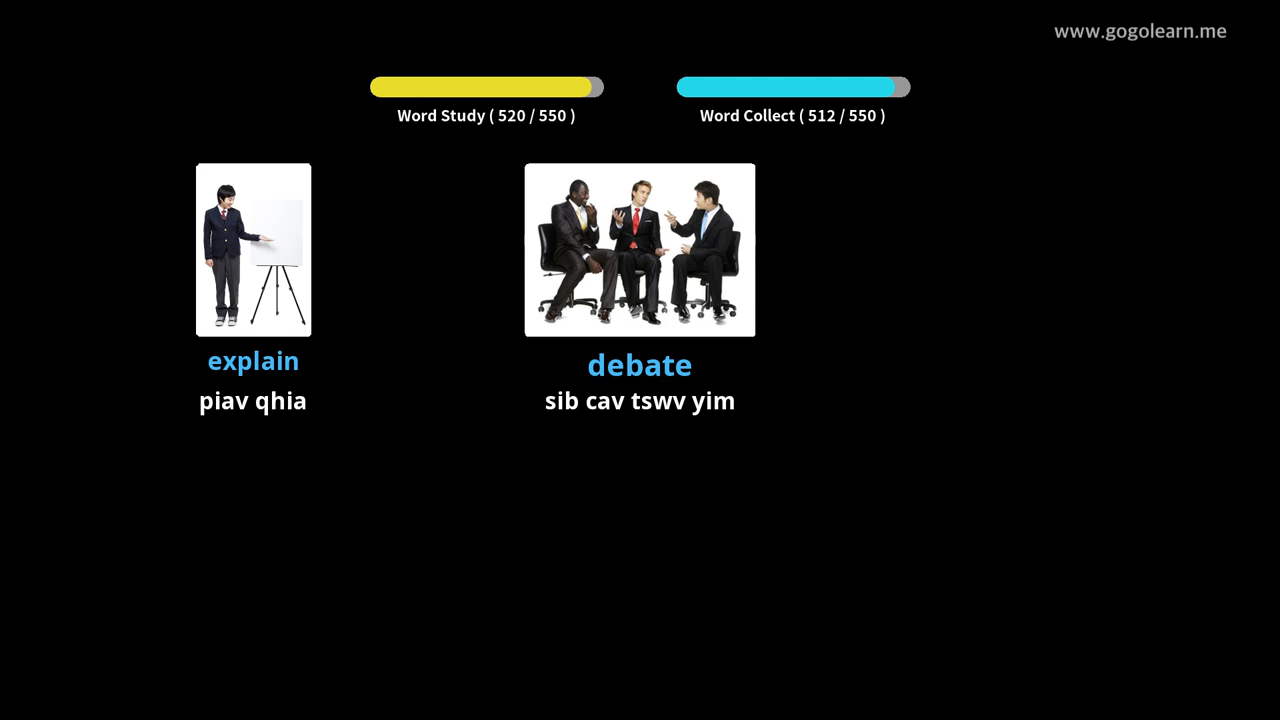 www.gogolearn.me
Word Study ( 520 / 550 )
Word Collect ( 512 / 550 )
explain
piav qhia
debate
sib cav tswv yim